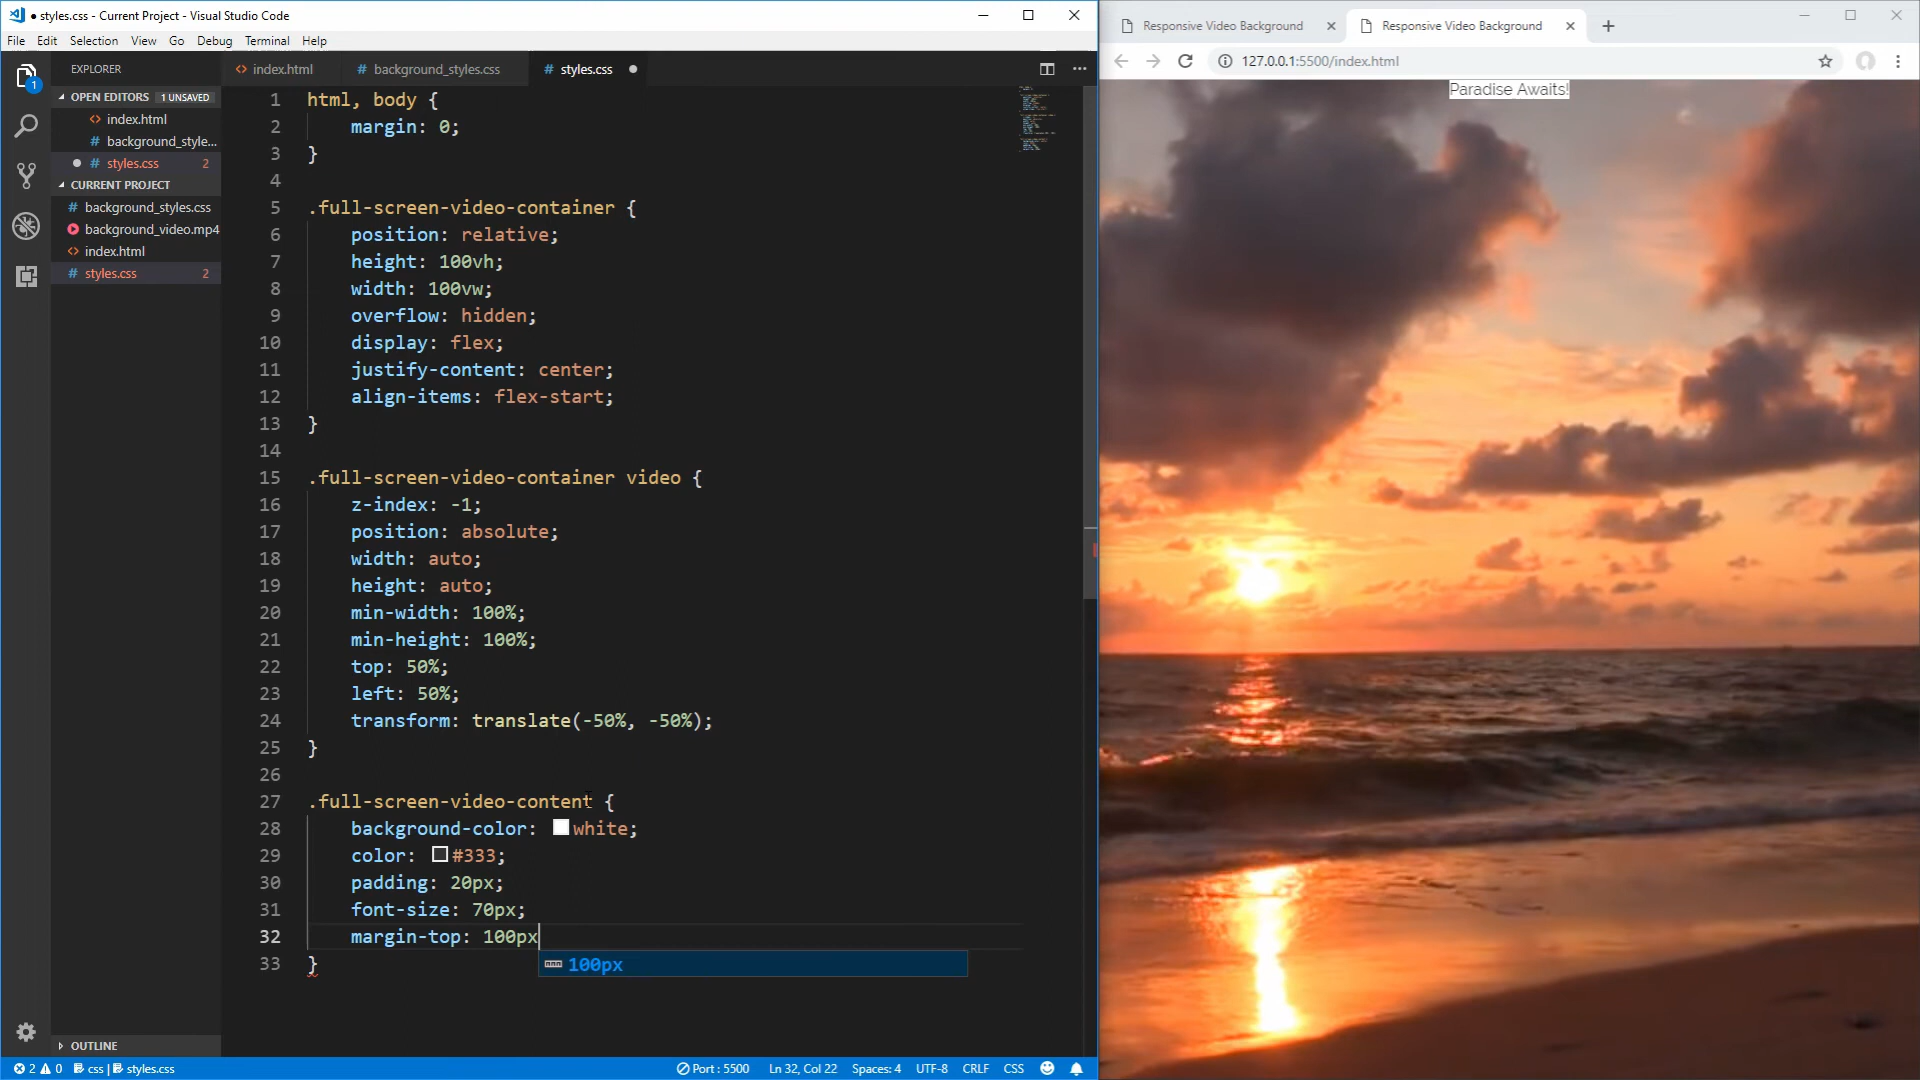 ● styles.css - Current Project - Visual Studio Code
File Edit Selection View Go Debug Terminal Help
EXPLORER
OPEN EDITORS 1 UNSAVED
index.html
background_style...
styles.css 2
CURRENT PROJECT
background_styles.css
background_video.mp4
index.html
styles.css 2
OUTLINE
1
index.html background_styles.css styles.css
1 html, body {
2 margin: 0;
3 }
4
5 .full-screen-video-container {
6 position: relative;
7 height: 100vh;
8 width: 100vw;
9 overflow: hidden;
10 display: flex;
11 justify-content: center;
12 align-items: flex-start;
13 }
14
15 .full-screen-video-container video {
16 z-index: -1;
17 position: absolute;
18 width: auto;
19 height: auto;
20 min-width: 100%;
21 min-height: 100%;
22 top: 50%;
23 left: 50%;
24 transform: translate(-50%, -50%);
25 }
26
27 .full-screen-video-content {
28 background-color: white;
29 color: #333;
30 padding: 20px;
31 font-size: 70px;
32 margin-top: 100px
33 }
100px
2 0 css | styles.css Port : 5500 Ln 32, Col 22 Spaces: 4 UTF-8 CRLF CSS
Responsive Video Background Responsive Video Background
127.0.0.1:5500/index.html
Paradise Awaits!